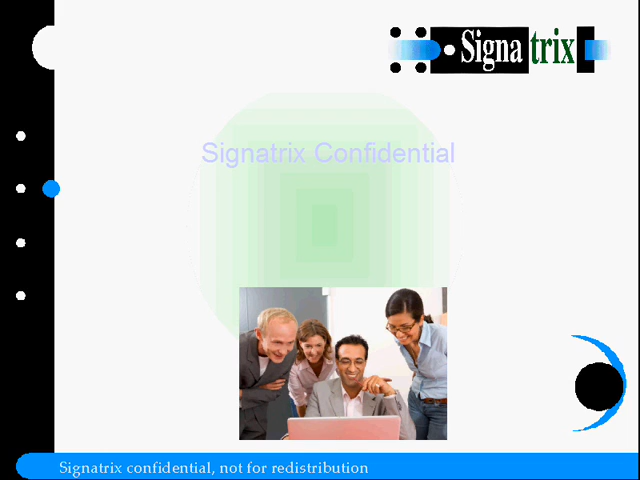 Signatrix
Signatrix Confidential
Signatrix confidential, not for redistribution